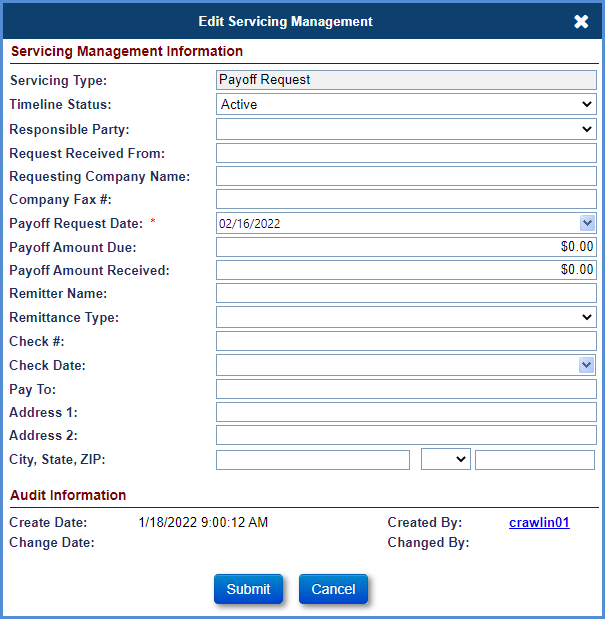 Edit Servicing Management
Servicing Management Information
Servicing Type: Payoff Request
Timeline Status: Active
Responsible Party:
Request Received From:
Requesting Company Name:
Company Fax #:
Payoff Request Date: * 02/16/2022
Payoff Amount Due: $0.00
Payoff Amount Received: $0.00
Remitter Name:
Remittance Type:
Check #:
Check Date:
Pay To:
Address 1:
Address 2:
City, State, ZIP:
Audit Information
Create Date: 1/18/2022 9:00:12 AM Created By: crawlin01
Change Date: Changed By:
Submit Cancel